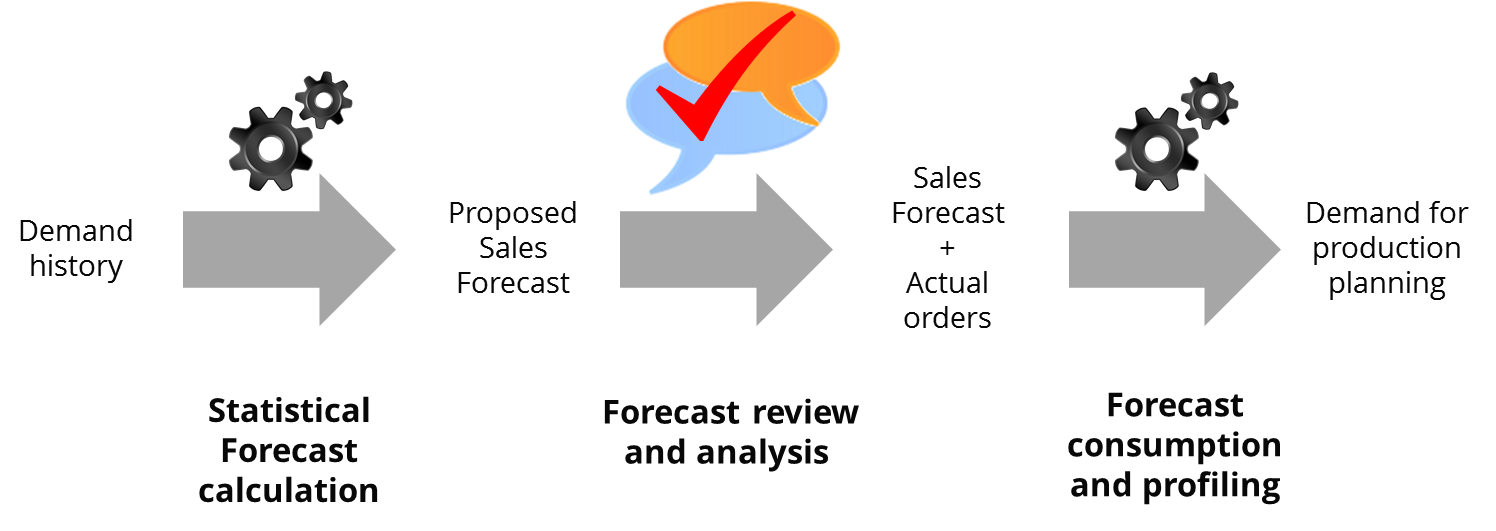 Demand
history
Proposed
Sales
Forecast
Sales
Forecast
+
Actual
orders
Demand for
production
planning
Statistical
Forecast
calculation
Forecast review
and analysis
Forecast
consumption
and profiling